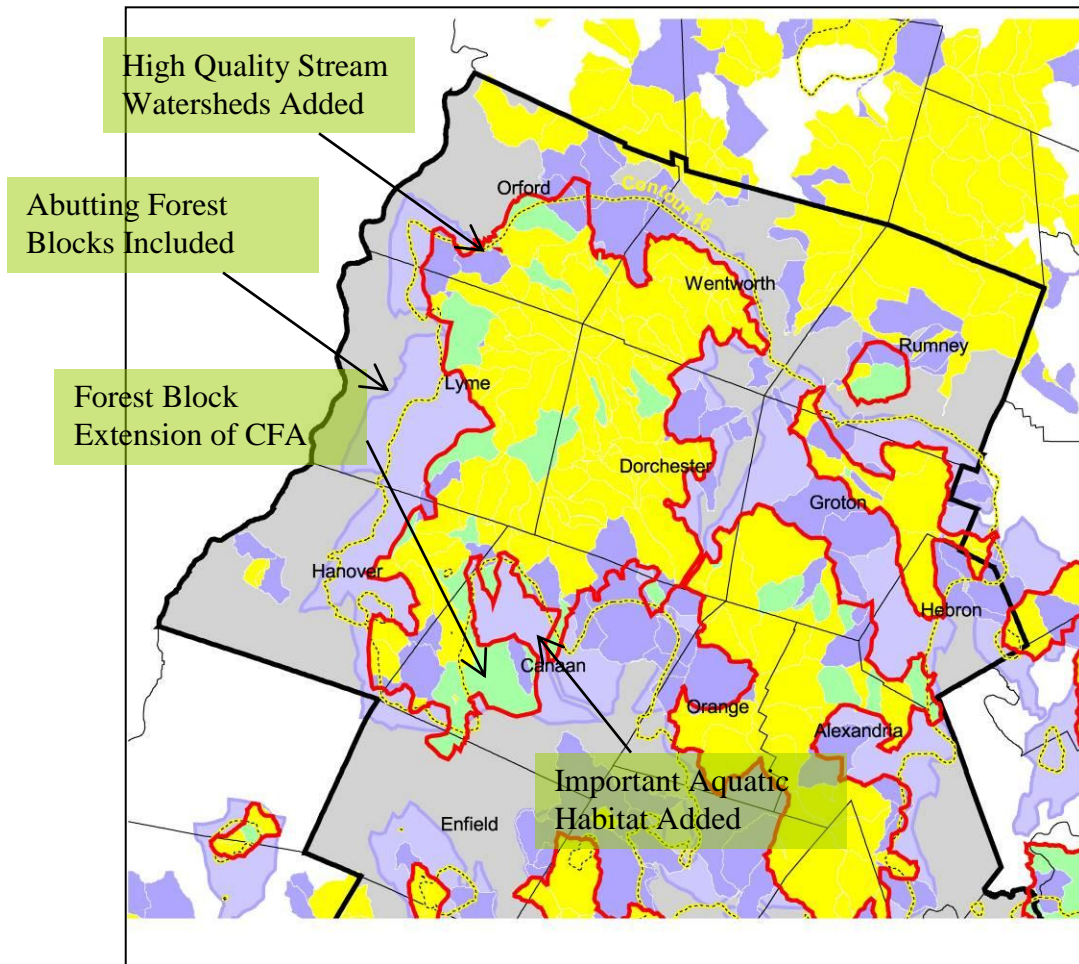 High Quality Stream
Watersheds Added
Abutting Forest
Blocks Included
Forest Block
Extension of CFA
Important Aquatic
Habitat Added
Orford
Contour 16
Wentworth
Rumney
Lyme
Dorchester
Groton
Hanover
Hebron
Canaan
Orange
Alexandria
Enfield